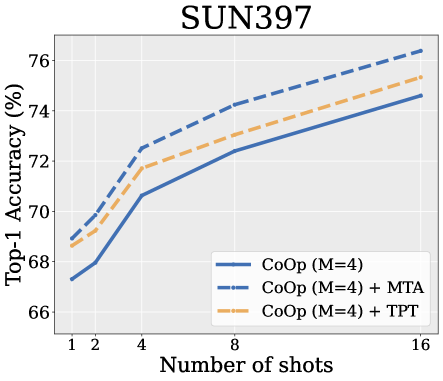 SUN397
Top-1 Accuracy (%)
76
74
72
70
68
66
CoOp (M=4)
CoOp (M=4) + MTA
CoOp (M=4) + TPT
1 2 4 8 16
Number of shots